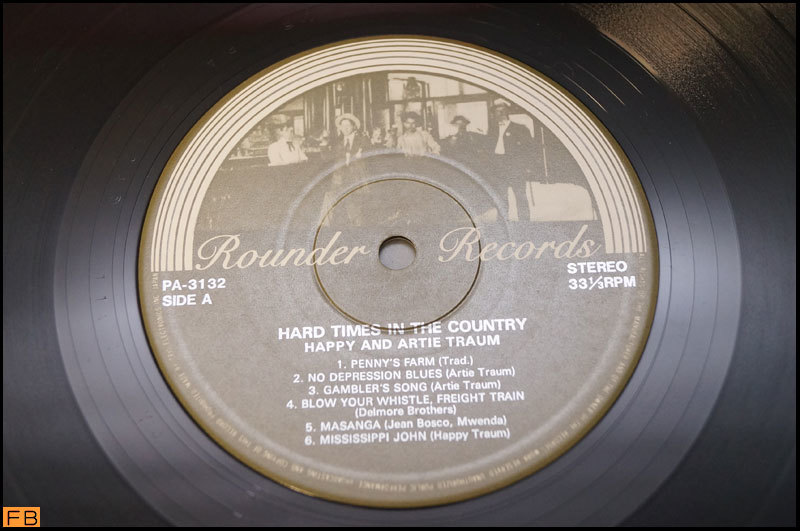 Rounder Records
PA-3132
SIDE A
STEREO
33⅓RPM
HARD TIMES IN THE COUNTRY
HAPPY AND ARTIE TRAUM
1. PENNY'S FARM (Trad.)
2. NO DEPRESSION BLUES (Artie Traum)
3. GAMBLER'S SONG (Artie Traum)
4. BLOW YOUR WHISTLE, FREIGHT TRAIN
(Delmore Brothers)
5. MASANGA (Jean Bosco, Mwenda)
6. MISSISSIPPI JOHN (Happy Traum)
FB